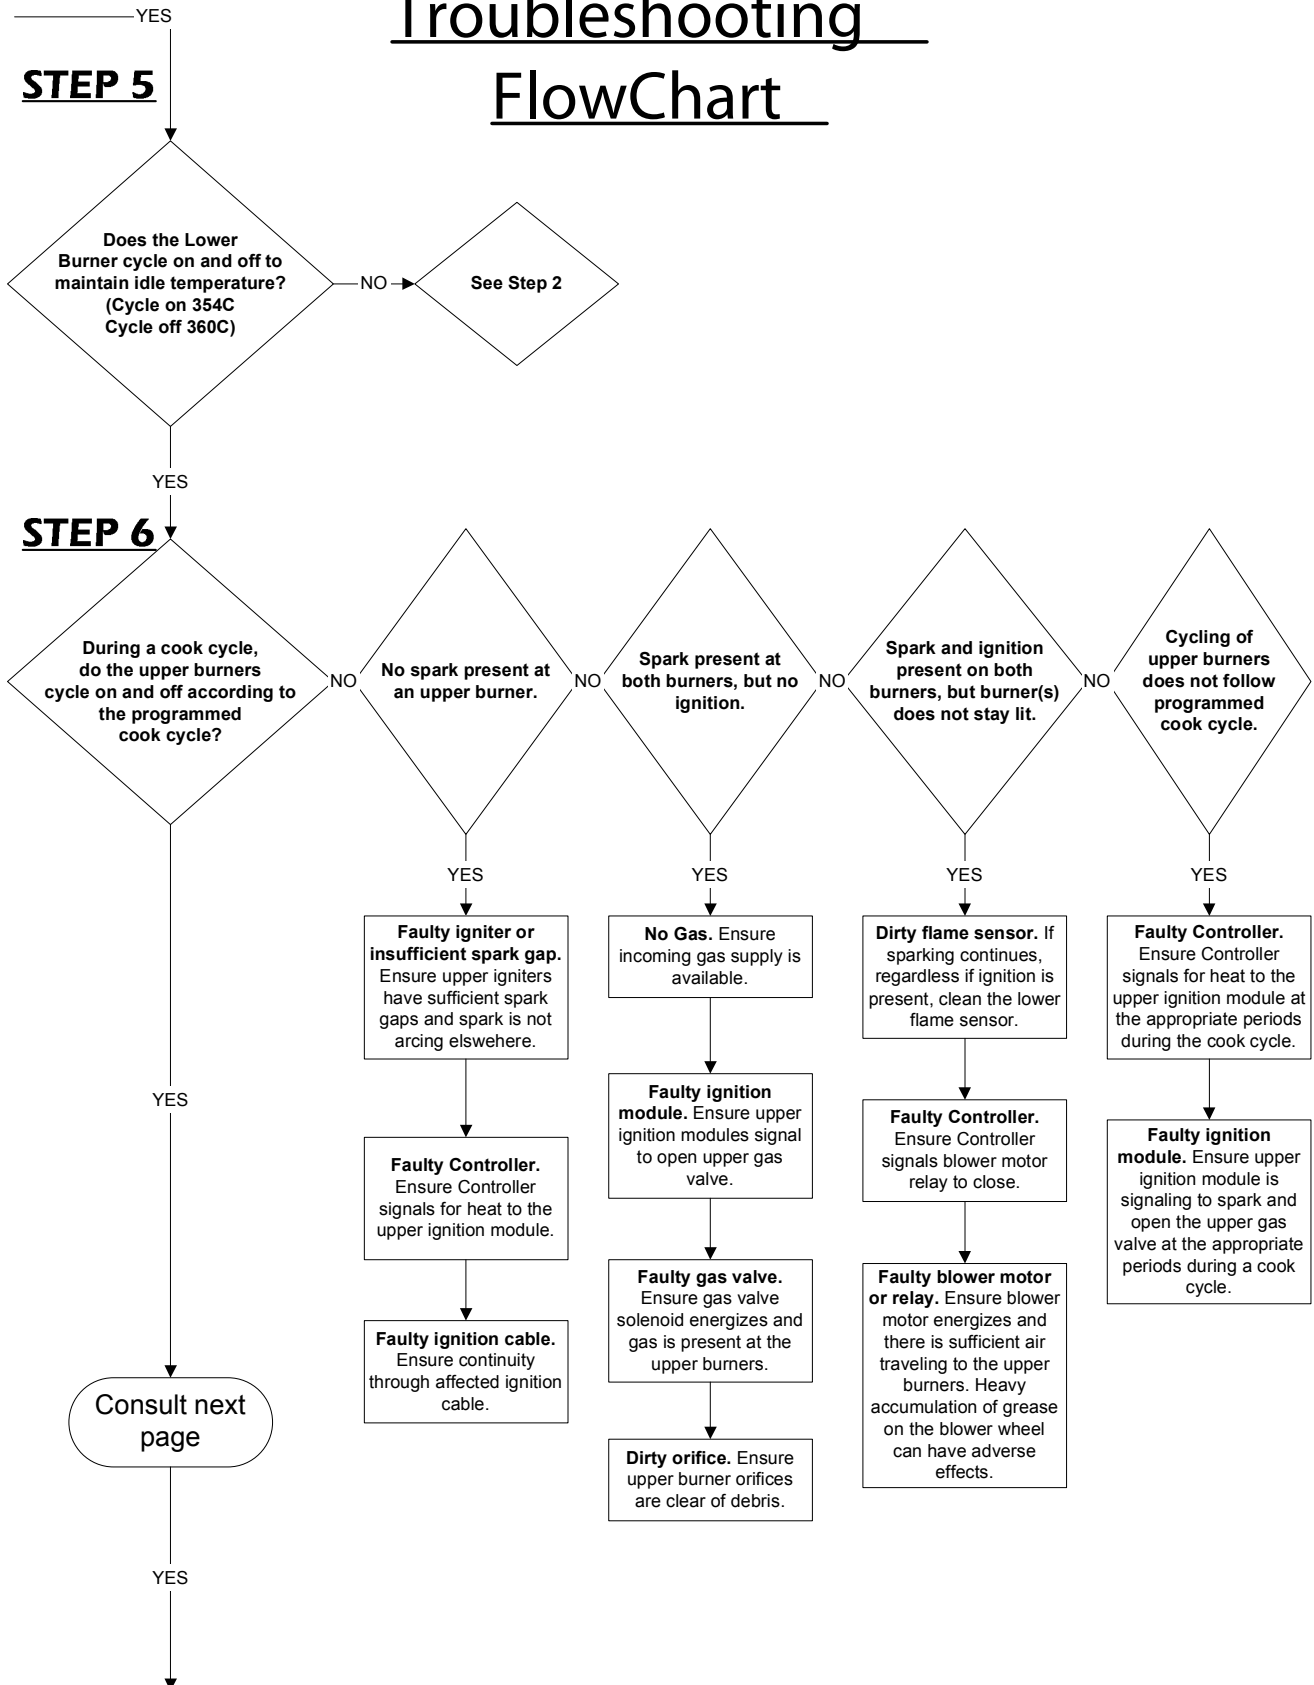 YES
Troubleshooting
FlowChart
STEP 5
Does the Lower
Burner cycle on and off to
maintain idle temperature?
(Cycle on 354C
Cycle off 360C)
NO
See Step 2
YES
STEP 6
During a cook cycle,
do the upper burners
cycle on and off according to
the programmed
cook cycle?
NO
No spark present at
an upper burner.
NO
Spark present at
both burners, but no
ignition.
NO
Spark and ignition
present on both
burners, but burner(s)
does not stay lit.
NO
Cycling of
upper burners
does not follow
programmed
cook cycle.
YES
Faulty igniter or
insufficient spark gap.
Ensure upper igniters
have sufficient spark
gaps and spark is not
arcing elswehere.
Faulty Controller.
Ensure Controller
signals for heat to the
upper ignition module.
Faulty ignition cable.
Ensure continuity
through affected ignition
cable.
YES
No Gas. Ensure
incoming gas supply is
available.
Faulty ignition
module. Ensure upper
ignition modules signal
to open upper gas
valve.
Faulty gas valve.
Ensure gas valve
solenoid energizes and
gas is present at the
upper burners.
Dirty orifice. Ensure
upper burner orifices
are clear of debris.
YES
Dirty flame sensor. If
sparking continues,
regardless if ignition is
present, clean the lower
flame sensor.
Faulty Controller.
Ensure Controller
signals blower motor
relay to close.
Faulty blower motor
or relay. Ensure blower
motor energizes and
there is sufficient air
traveling to the upper
burners. Heavy
accumulation of grease
on the blower wheel
can have adverse
effects.
YES
Faulty Controller.
Ensure Controller
signals for heat to the
upper ignition module at
the appropriate periods
during the cook cycle.
Faulty ignition
module. Ensure upper
ignition module is
signaling to spark and
open the upper gas
valve at the appropriate
periods during a cook
cycle.
YES
Consult next
page
YES